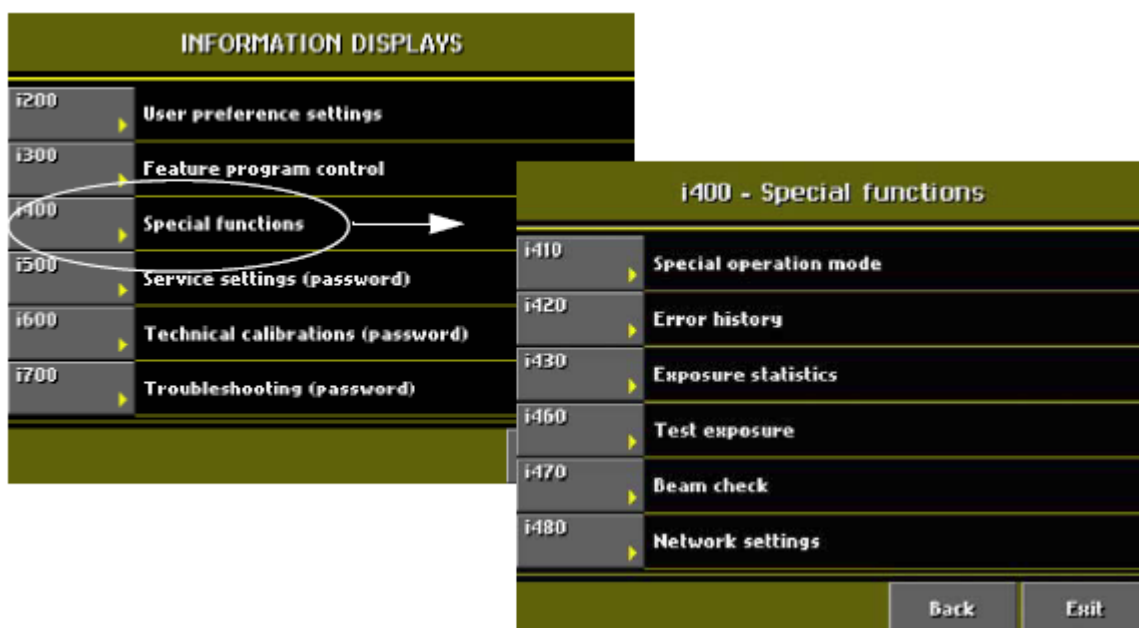 INFORMATION DISPLAYS
i200
User preference settings
i300
Feature program control
i400
Special functions
i500
Service settings (password)
i600
Technical calibrations (password)
i700
Troubleshooting (password)
i400 - Special functions
i410
Special operation mode
i420
Error history
i430
Exposure statistics
i460
Test exposure
i470
Beam check
i480
Network settings
Back
Exit